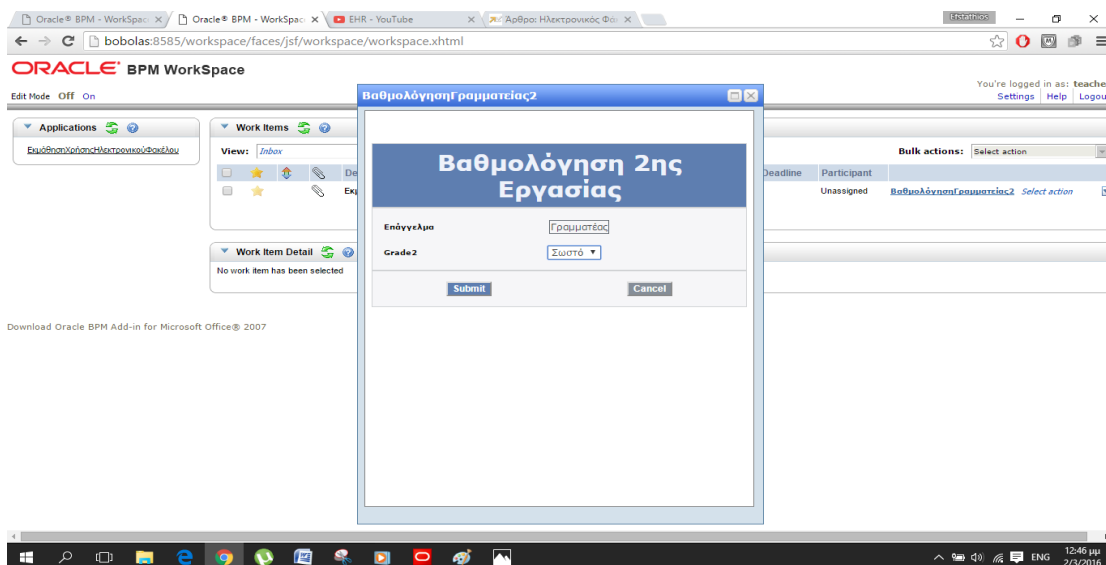 Oracle® BPM - WorkSpac
Oracle® BPM - WorkSpac
EHR - YouTube
Άρθρο: Ηλεκτρονικός Φάκ
Efstathios
bobolas:8585/workspace/faces/jsf/workspace/workspace.xhtml
ORACLE BPM WorkSpace
You're logged in as: teache
Edit Mode Off On
Settings Help Logou
ΒαθμολόγησηΓραμματείας2
Applications
Work Items
ΕκμάθησηΧρήσηςΗλεκτρονικούΦακέλου
View: Inbox
Bulk actions: Select action
De
Deadline
Participant
Εκμ
Unassigned
ΒαθμολόγησηΓραμματείας2
Select action
Βαθμολόγηση 2ης
Εργασίας
Επάγγελμα
Γραμματέας
Grade2
Σωστό
Submit
Cancel
Work Item Detail
No work item has been selected
Download Oracle BPM Add-in for Microsoft Office® 2007
ENG
12:46 μμ
2/3/2016